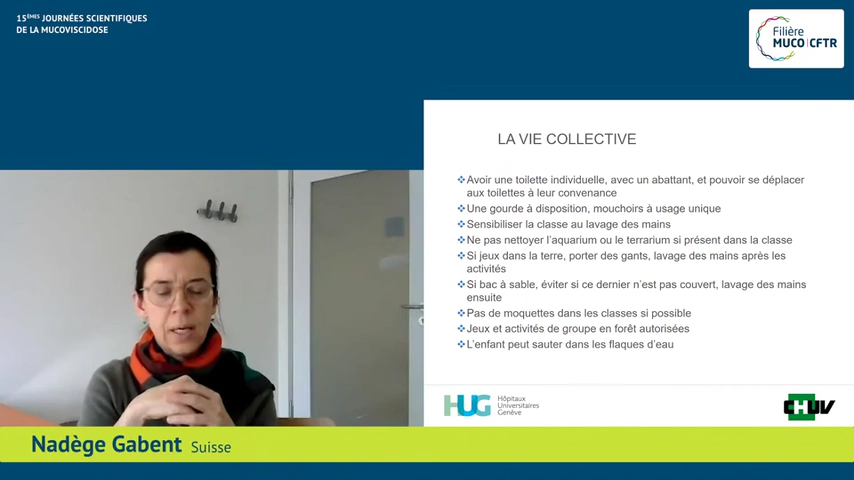 15ÈMES JOURNÉES SCIENTIFIQUES
DE LA MUCOVISCIDOSE
Filière
MUCO CFTR
LA VIE COLLECTIVE
Avoir une toilette individuelle, avec un abattant, et pouvoir se déplacer
aux toilettes à leur convenance
Une gourde à disposition, mouchoirs à usage unique
Sensibiliser la classe au lavage des mains
Ne pas nettoyer l'aquarium ou le terrarium si présent dans la classe
Si jeux dans la terre, porter des gants, lavage des mains après les
activités
Si bac à sable, éviter si ce dernier n'est pas couvert, lavage des mains
ensuite
Pas de moquettes dans les classes si possible
Jeux et activités de groupe en forêt autorisées
L'enfant peut sauter dans les flaques d'eau
HUG
Hôpitaux
Universitaires
Genève
CHUV
Nadège Gabent Suisse